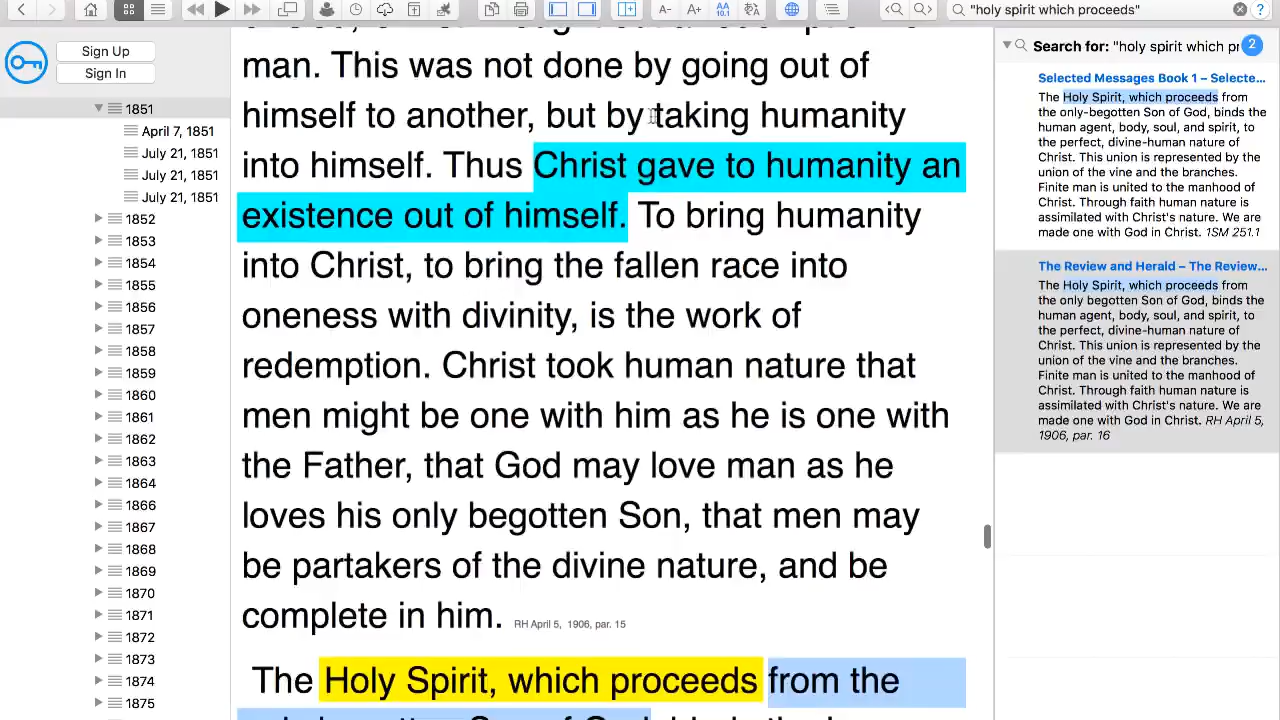 A- A+ "holy spirit which proceeds" ?
Sign Up
Sign In
1851
April 7, 1851
July 21, 1851
July 21, 1851
July 21, 1851
1852
1853
1854
1855
1856
1857
1858
1859
1860
1861
1862
1863
1864
1866
1867
1868
1869
1870
1871
1872
1873
1874
1875
man. This was not done by going out of
himself to another, but by taking humanity
into himself. Thus Christ gave to humanity an
existence out of himself. To bring humanity
into Christ, to bring the fallen race into
oneness with divinity, is the work of
redemption. Christ took human nature that
men might be one with him as he is one with
the Father, that God may love man as he
loves his only begotten Son, that men may
be partakers of the divine nature, and be
complete in him. RH April 5, 1906, par. 15
The Holy Spirit, which proceeds from the
Search for: "holy spirit which pr 2
Selected Messages Book 1 – Selecte...
The Holy Spirit, which proceeds from
the only-begotten Son of God, binds the
human agent, body, soul, and spirit, to
the perfect, divine-human nature of
Christ. This union is represented by the
union of the vine and the branches.
Finite man is united to the manhood of
Christ. Through faith human nature is
assimilated with Christ's nature. We are
made one with God in Christ. 1SM 251.1
The Review and Herald – The Review...
The Holy Spirit, which proceeds from
the only begotten Son of God, binds the
human agent, body, soul, and spirit, to
the perfect, divine-human nature of
Christ. This union is represented by the
union of the vine and the branches.
Finite man is united to the manhood of
Christ. Through faith human nature is
assimilated with Christ's nature. We are
made one with God in Christ. RH April 5,
1906, par. 16